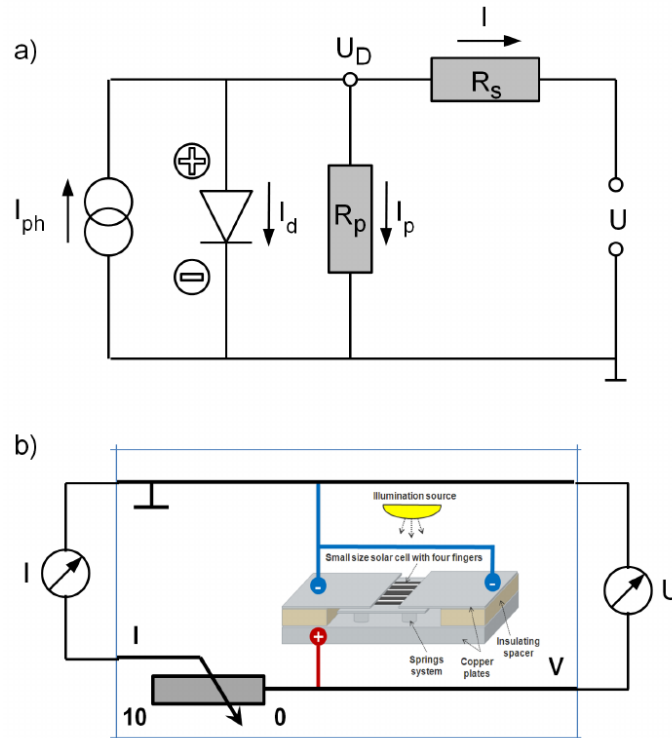 a)
I
U_D
R_s
I_ph
I_d
R_p
I_p
U
b)
Illumination source
Small size solar cell with four fingers
I
U
-
-
+
Insulating
spacer
Springs
system
Copper
plates
I
V
10
0